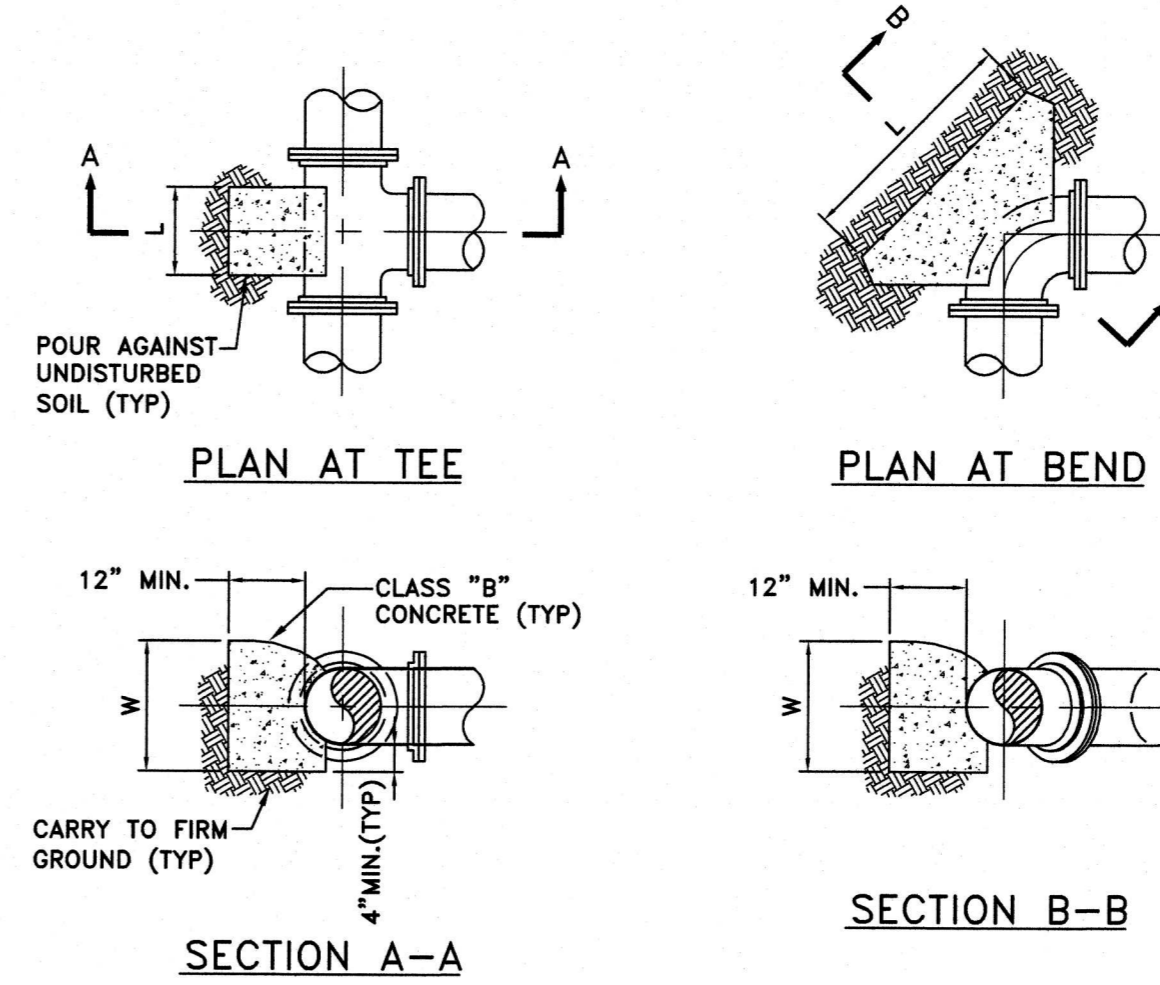 A
A
L
POUR AGAINST
UNDISTURBED
SOIL (TYP)
PLAN AT TEE
B
L
PLAN AT BEND
12" MIN.
CLASS "B"
CONCRETE (TYP)
W
CARRY TO FIRM
GROUND (TYP)
4"MIN.(TYP)
SECTION A-A
12" MIN.
W
SECTION B-B